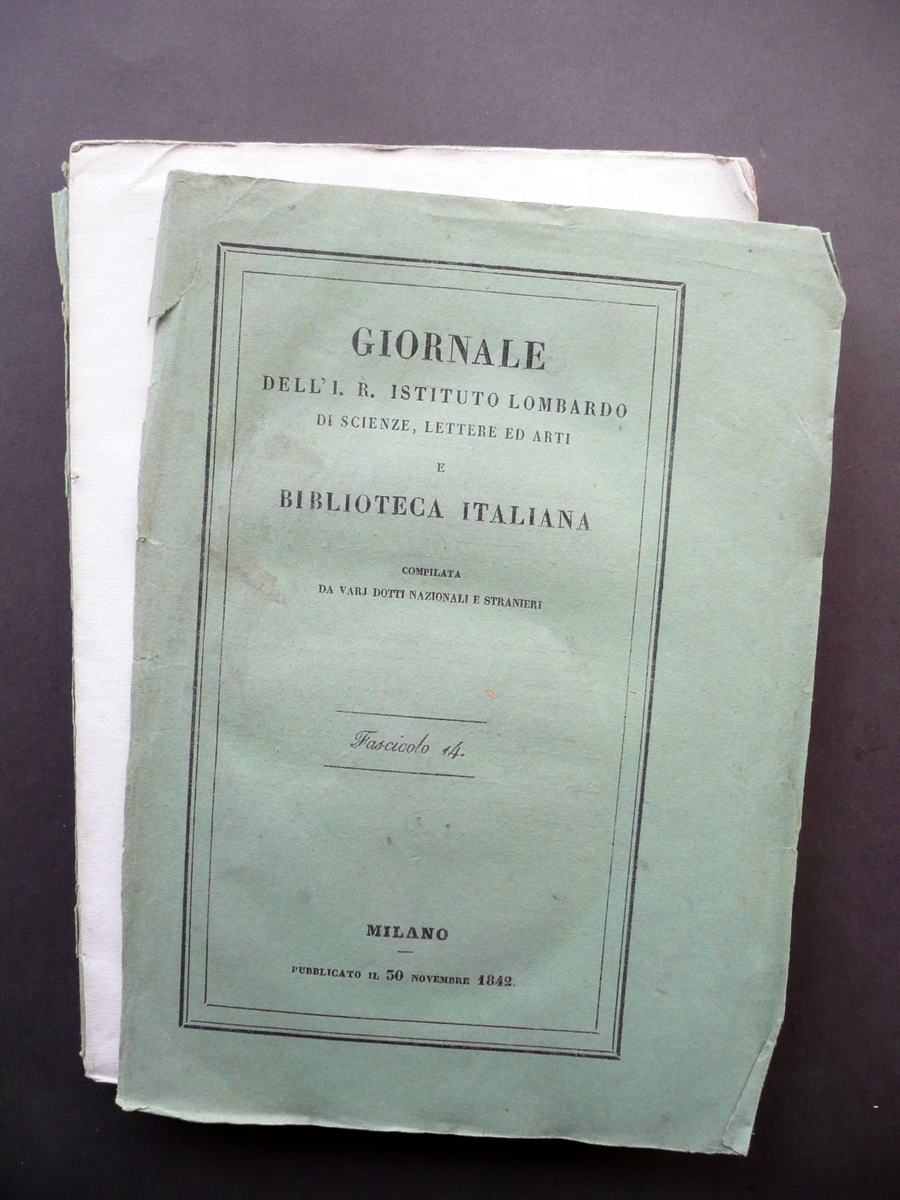 GIORNALE
DELL' I. R. ISTITUTO LOMBARDO
DI SCIENZE, LETTERE ED ARTI
E
BIBLIOTECA ITALIANA
COMPILATA
DA VARJ DOTTI NAZIONALI E STRANIERI
Fascicolo 14.
MILANO
PUBBLICATO IL 30 NOVEMBRE 1842.